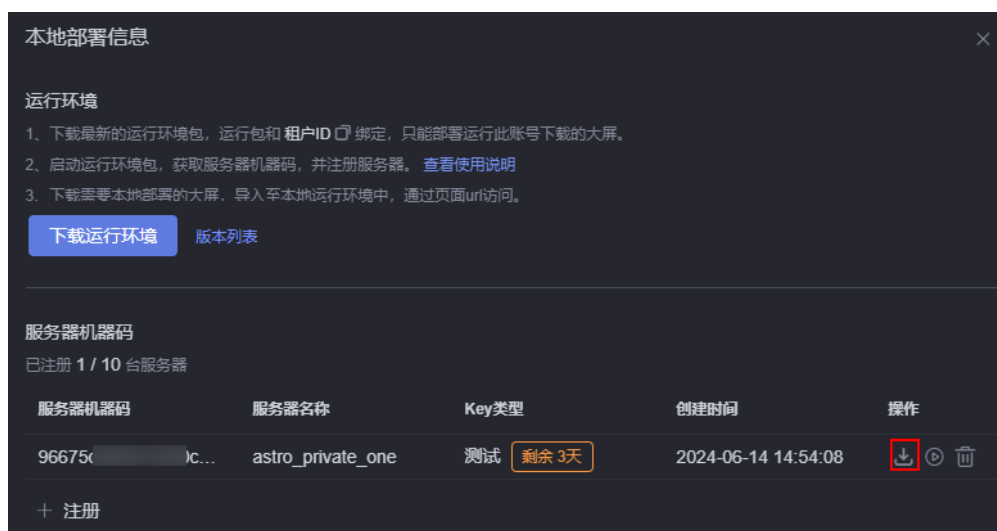 本地部署信息
运行环境
1、下载最新的运行环境包，运行包和 租户ID 绑定，只能部署运行此账号下载的大屏。
2、启动运行环境包，获取服务器机器码，并注册服务器。 查看使用说明
3、下载需要本地部署的大屏，导入至本地运行环境中，通过页面url访问。
下载运行环境 版本列表
服务器机器码
已注册 1 / 10 台服务器
服务器机器码 服务器名称 Key类型 创建时间 操作
96675 c... astro_private_one 测试 剩余 3天 2024-06-14 14:54:08
注册